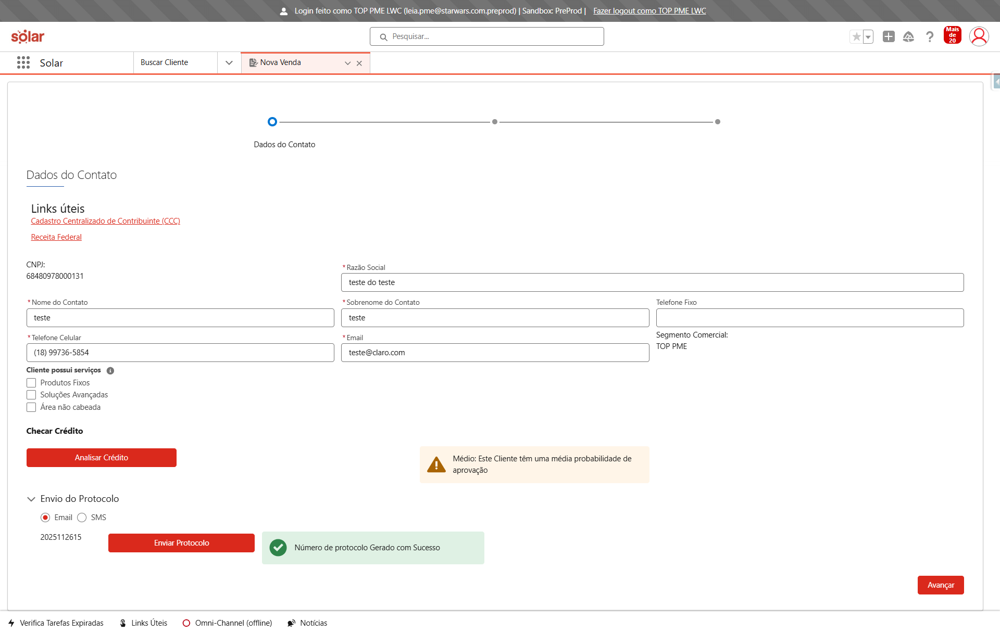 Login feito como TOP PME LWC (leia.pme@starwars.com.preprod) | Sandbox: PreProd | Fazer logout como TOP PME LWC
solar
Pesquisar...
Mais de 20
Solar
Buscar Cliente
Nova Venda
Dados do Contato
Dados do Contato
Links úteis
Cadastro Centralizado de Contribuinte (CCC)
Receita Federal
CNPJ:
68480978000131
*Razão Social
teste do teste
*Nome do Contato
teste
*Sobrenome do Contato
teste
Telefone Fixo
*Telefone Celular
(18) 99736-5854
*Email
teste@claro.com
Segmento Comercial:
TOP PME
Cliente possui serviços
Produtos Fixos
Soluções Avançadas
Área não cabeada
Checar Crédito
Analisar Crédito
Médio: Este Cliente têm uma média probabilidade de
aprovação
Envio do Protocolo
Email SMS
2025112615
Enviar Protocolo
Número de protocolo Gerado com Sucesso
Avançar
Verifica Tarefas Expiradas
Links Úteis
Omni-Channel (offline)
Notícias